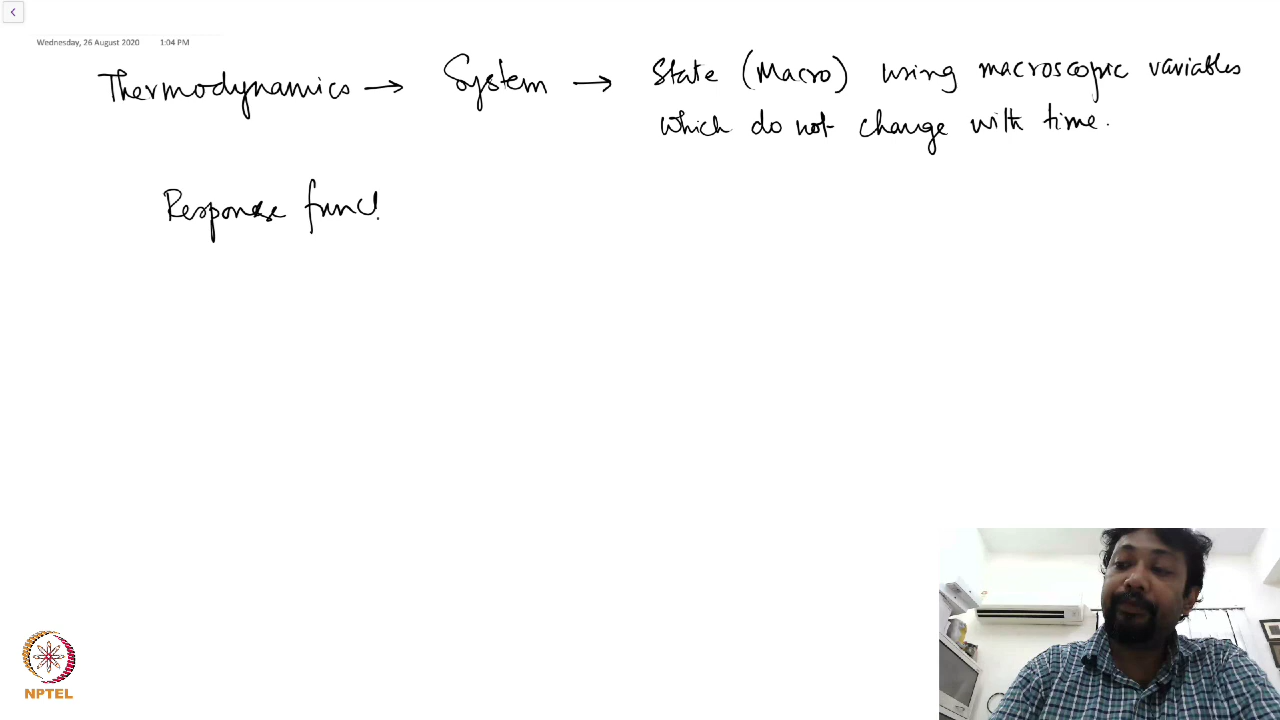 Wednesday, 26 August 2020 1:04 PM
Thermodynamics → System → State (Macro) using macroscopic variables
which do not change with time.
Response func
NPTEL